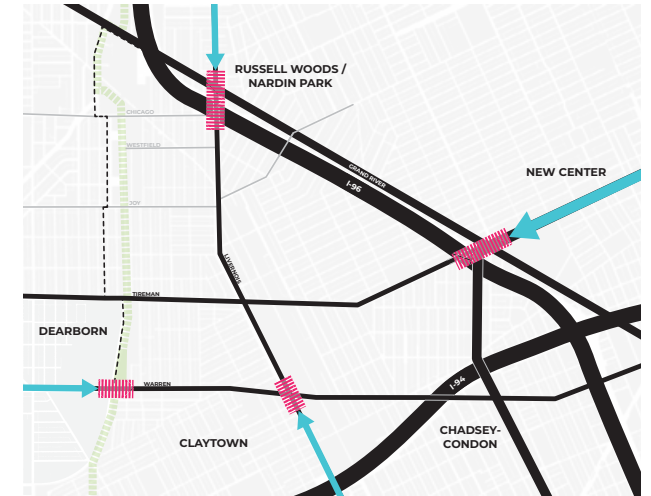 RUSSELL WOODS /
NARDIN PARK
CHICAGO
WESTFIELD
GRAND RIVER
NEW CENTER
I-96
JOY
LIVERNOIS
TIREMAN
DEARBORN
WARREN
I-94
CLAYTOWN
CHADSEY-
CONDON